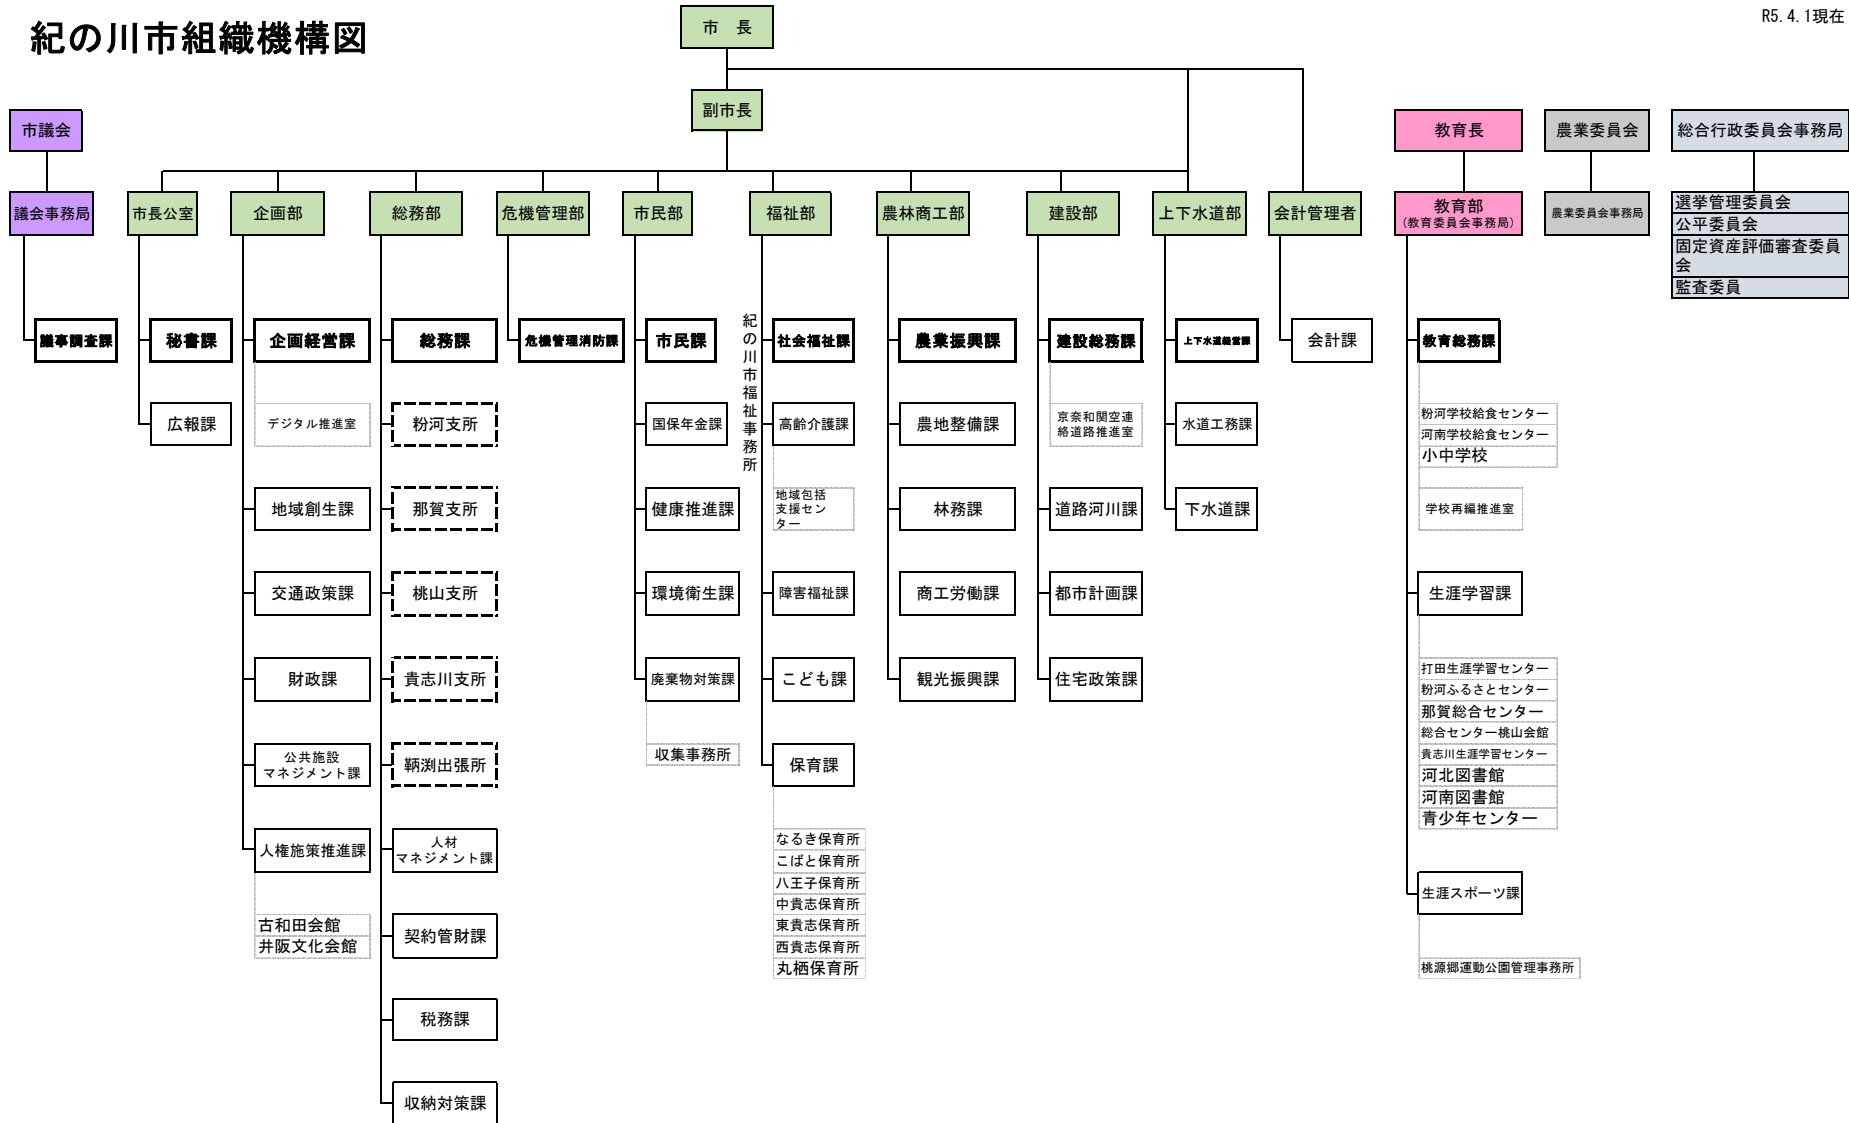 紀の川市組織機構図
R5.4.1現在
市　長
副市長
市議会
教育長
農業委員会
総合行政委員会事務局
議会事務局
市長公室
企画部
総務部
危機管理部
市民部
福祉部
農林商工部
建設部
上下水道部
会計管理者
教育部
(教育委員会事務局)
農業委員会事務局
選挙管理委員会
公平委員会
固定資産評価審査委員
会
監査委員
議事調査課
秘書課
広報課
企画経営課
デジタル推進室
地域創生課
交通政策課
財政課
公共施設
マネジメント課
人権施策推進課
古和田会館
井阪文化会館
総務課
粉河支所
那賀支所
桃山支所
貴志川支所
鞆渕出張所
人材
マネジメント課
契約管財課
税務課
収納対策課
危機管理消防課
市民課
国保年金課
健康推進課
環境衛生課
廃棄物対策課
収集事務所
紀の川市福祉事務所
社会福祉課
高齢介護課
地域包括
支援セン
ター
障害福祉課
こども課
保育課
なるき保育所
こばと保育所
八王子保育所
中貴志保育所
東貴志保育所
西貴志保育所
丸栖保育所
農業振興課
農地整備課
林務課
商工労働課
観光振興課
建設総務課
京奈和関空連
絡道路推進室
道路河川課
都市計画課
住宅政策課
上下水道経営課
水道工務課
下水道課
会計課
教育総務課
粉河学校給食センター
河南学校給食センター
小中学校
学校再編推進室
生涯学習課
打田生涯学習センター
粉河ふるさとセンター
那賀総合センター
総合センター桃山会館
貴志川生涯学習センター
河北図書館
河南図書館
青少年センター
生涯スポーツ課
桃源郷運動公園管理事務所